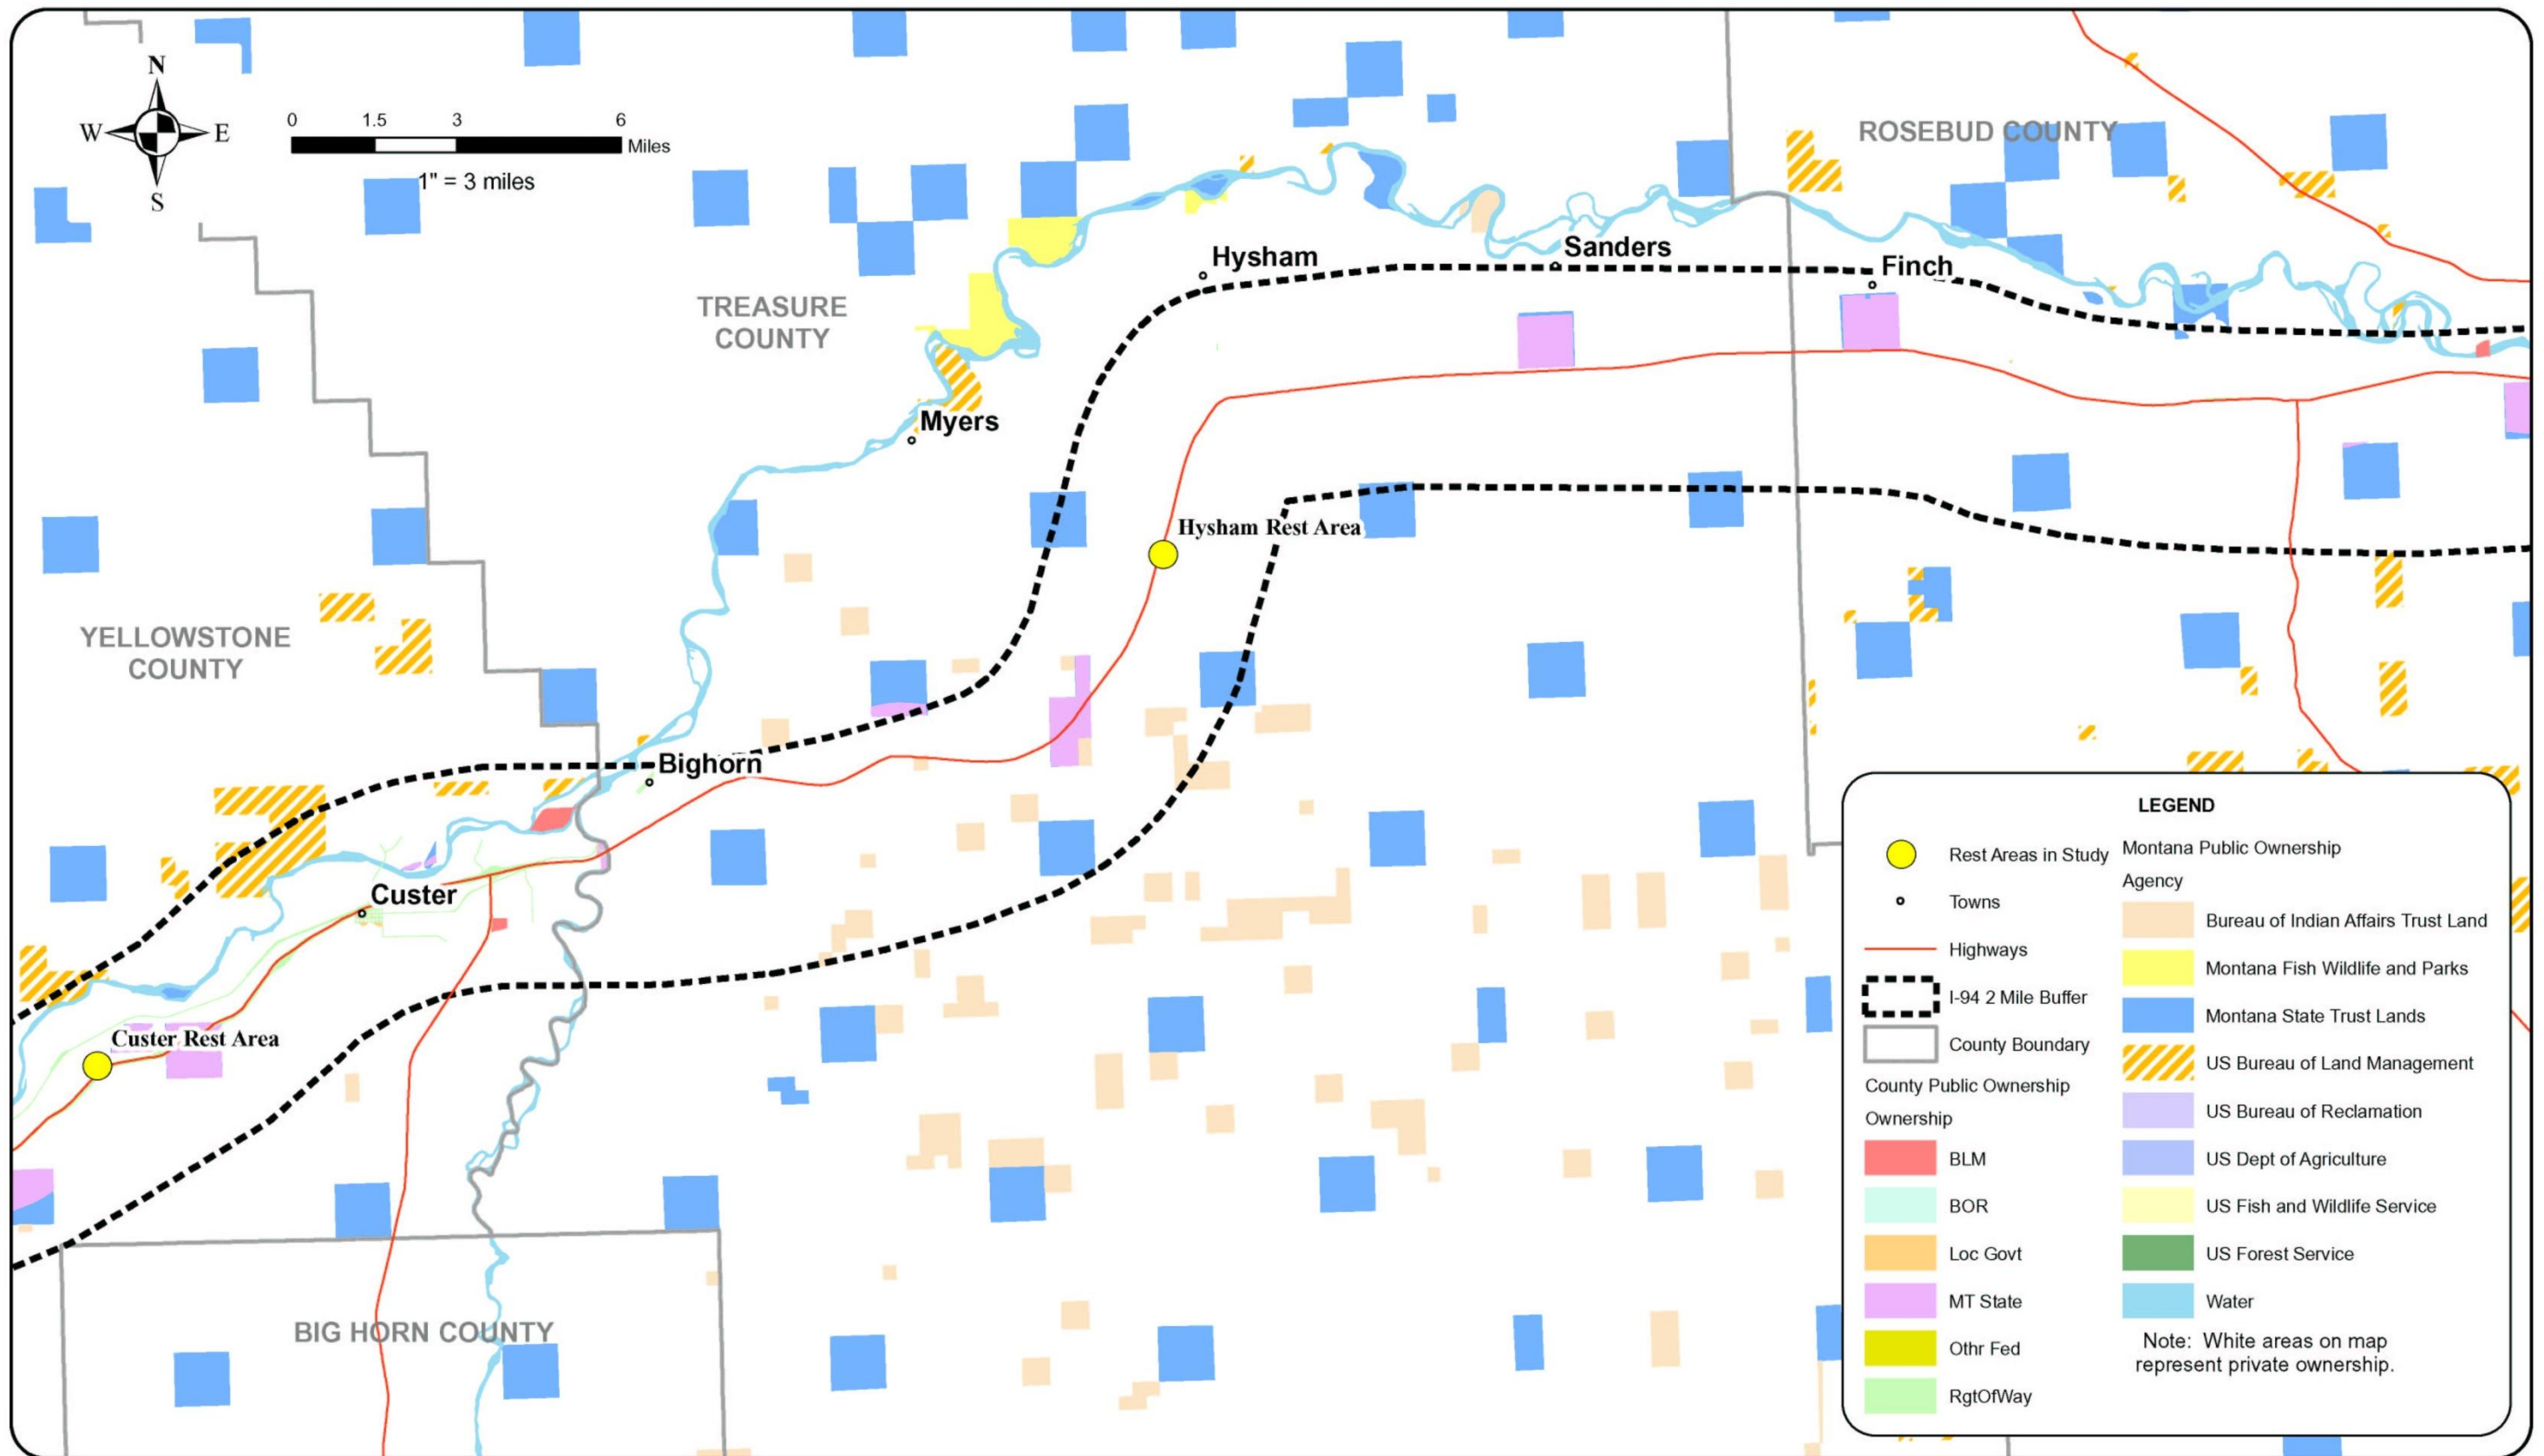 N
W
E
S
0 1.5 3 6
Miles
1" = 3 miles
ROSEBUD COUNTY
Hysham
Sanders
Finch
TREASURE
COUNTY
Myers
Hysham Rest Area
YELLOWSTONE
COUNTY
Bighorn
Custer
Custer Rest Area
BIG HORN COUNTY
LEGEND
Rest Areas in Study
Towns
Highways
I-94 2 Mile Buffer
County Boundary
County Public Ownership
Ownership
BLM
BOR
Loc Govt
MT State
Othr Fed
RgtOfWay
Montana Public Ownership
Agency
Bureau of Indian Affairs Trust Land
Montana Fish Wildlife and Parks
Montana State Trust Lands
US Bureau of Land Management
US Bureau of Reclamation
US Dept of Agriculture
US Fish and Wildlife Service
US Forest Service
Water
Note: White areas on map
represent private ownership.